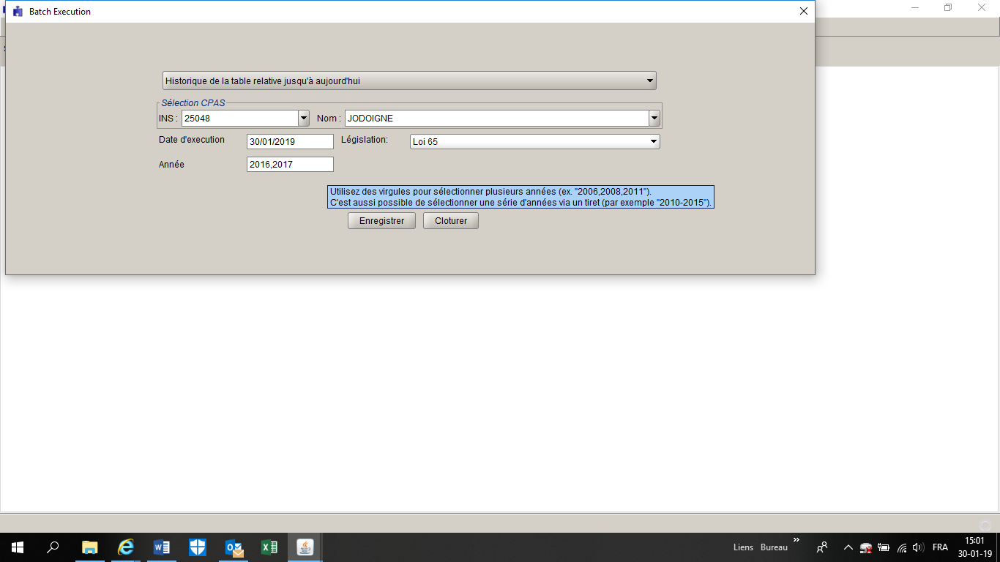 Batch Execution
Historique de la table relative jusqu'à aujourd'hui
Sélection CPAS
INS : 25048 Nom : JODOIGNE
Date d'execution 30/01/2019 Législation: Loi 65
Année 2016,2017
Utilisez des virgules pour sélectionner plusieurs années (ex. "2006,2008,2011").
C'est aussi possible de sélectionner une série d'années via un tiret (par exemple "2010-2015").
Enregistrer Cloturer
Liens Bureau » FRA 15:01
30-01-19